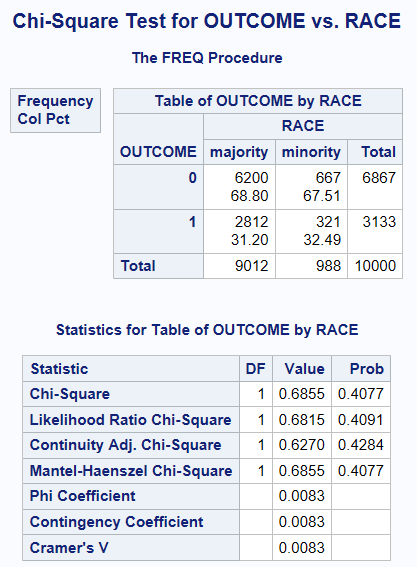 Chi-Square Test for OUTCOME vs. RACE
The FREQ Procedure
Frequency
Col Pct
Table of OUTCOME by RACE
RACE
OUTCOME majority minority Total
0 6200 667 6867
68.80 67.51
1 2812 321 3133
31.20 32.49
Total 9012 988 10000
Statistics for Table of OUTCOME by RACE
Statistic DF Value Prob
Chi-Square 1 0.6855 0.4077
Likelihood Ratio Chi-Square 1 0.6815 0.4091
Continuity Adj. Chi-Square 1 0.6270 0.4284
Mantel-Haenszel Chi-Square 1 0.6855 0.4077
Phi Coefficient 0.0083
Contingency Coefficient 0.0083
Cramer's V 0.0083